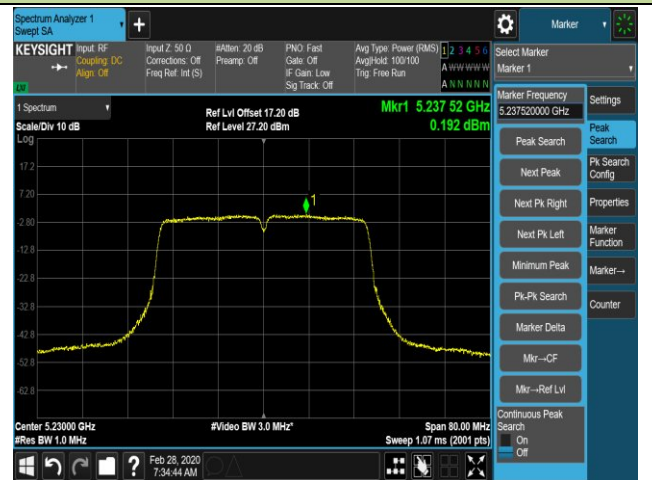 Spectrum Analyzer 1
Swept SA
Marker
KEYSIGHT
Input: RF
Coupling: DC
Align: Off
Input Z: 50 Ω
Corrections: Off
Freq Ref: Int (S)
#Atten: 20 dB
Preamp: Off
PNO: Fast
Gate: Off
IF Gain: Low
Sig Track: Off
Avg Type: Power (RMS)
Avg|Hold: 100/100
Trig: Free Run
1 2 3 4 5 6
A W W W W W
A N N N N N
Select Marker
Marker 1
1 Spectrum
Scale/Div 10 dB
Log
Ref Lvl Offset 17.20 dB
Ref Level 27.20 dBm
Mkr1 5.237 52 GHz
0.192 dBm
17.2
7.20
-2.80
-12.8
-22.8
-32.8
-42.8
-52.8
-62.8
1
Center 5.23000 GHz
#Res BW 1.0 MHz
#Video BW 3.0 MHz*
Span 80.00 MHz
Sweep 1.07 ms (2001 pts)
Marker Frequency
5.237520000 GHz
Peak Search
Next Peak
Next Pk Right
Next Pk Left
Minimum Peak
Pk-Pk Search
Marker Delta
Mkr→CF
Mkr→Ref Lvl
Continuous Peak
Search
On
Off
Settings
Peak
Search
Pk Search
Config
Properties
Marker
Function
Marker→
Counter
?
Feb 28, 2020
7:34:44 AM